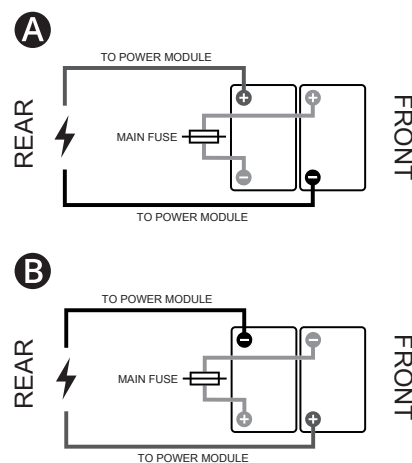 A
TO POWER MODULE
REAR
MAIN FUSE
FRONT
+
+
−
−
TO POWER MODULE
B
TO POWER MODULE
REAR
MAIN FUSE
FRONT
−
−
+
+
TO POWER MODULE